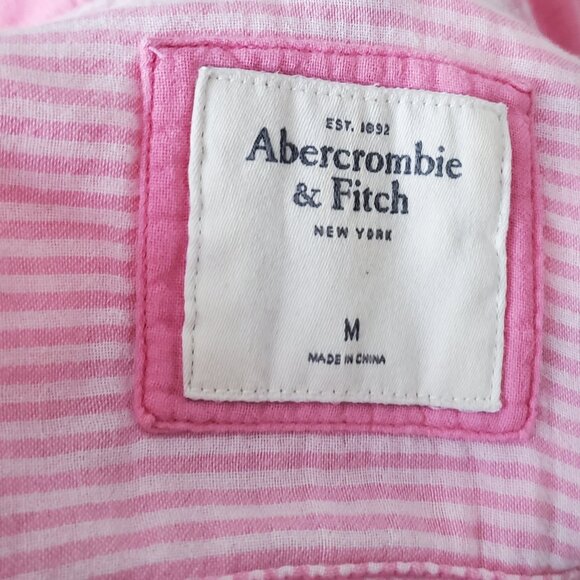 EST. 1892
Abercrombie
& Fitch
NEW YORK
M
MADE IN CHINA